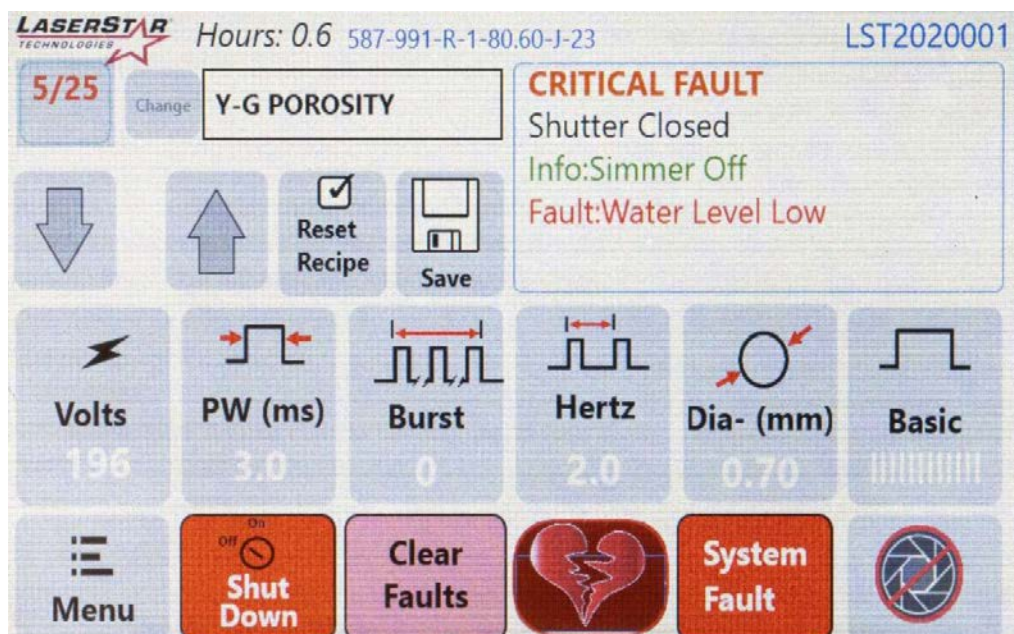 LASERSTAR
TECHNOLOGIES
Hours: 0.6 587-991-R-1-80.60-J-23
LST2020001
5/25
Change
Y-G POROSITY
CRITICAL FAULT
Shutter Closed
Info:Simmer Off
Fault:Water Level Low
Reset
Recipe
Save
Volts
196
PW (ms)
3.0
Burst
0
Hertz
2.0
Dia- (mm)
0.70
Basic
Menu
On
Off
Shut
Down
Clear
Faults
System
Fault